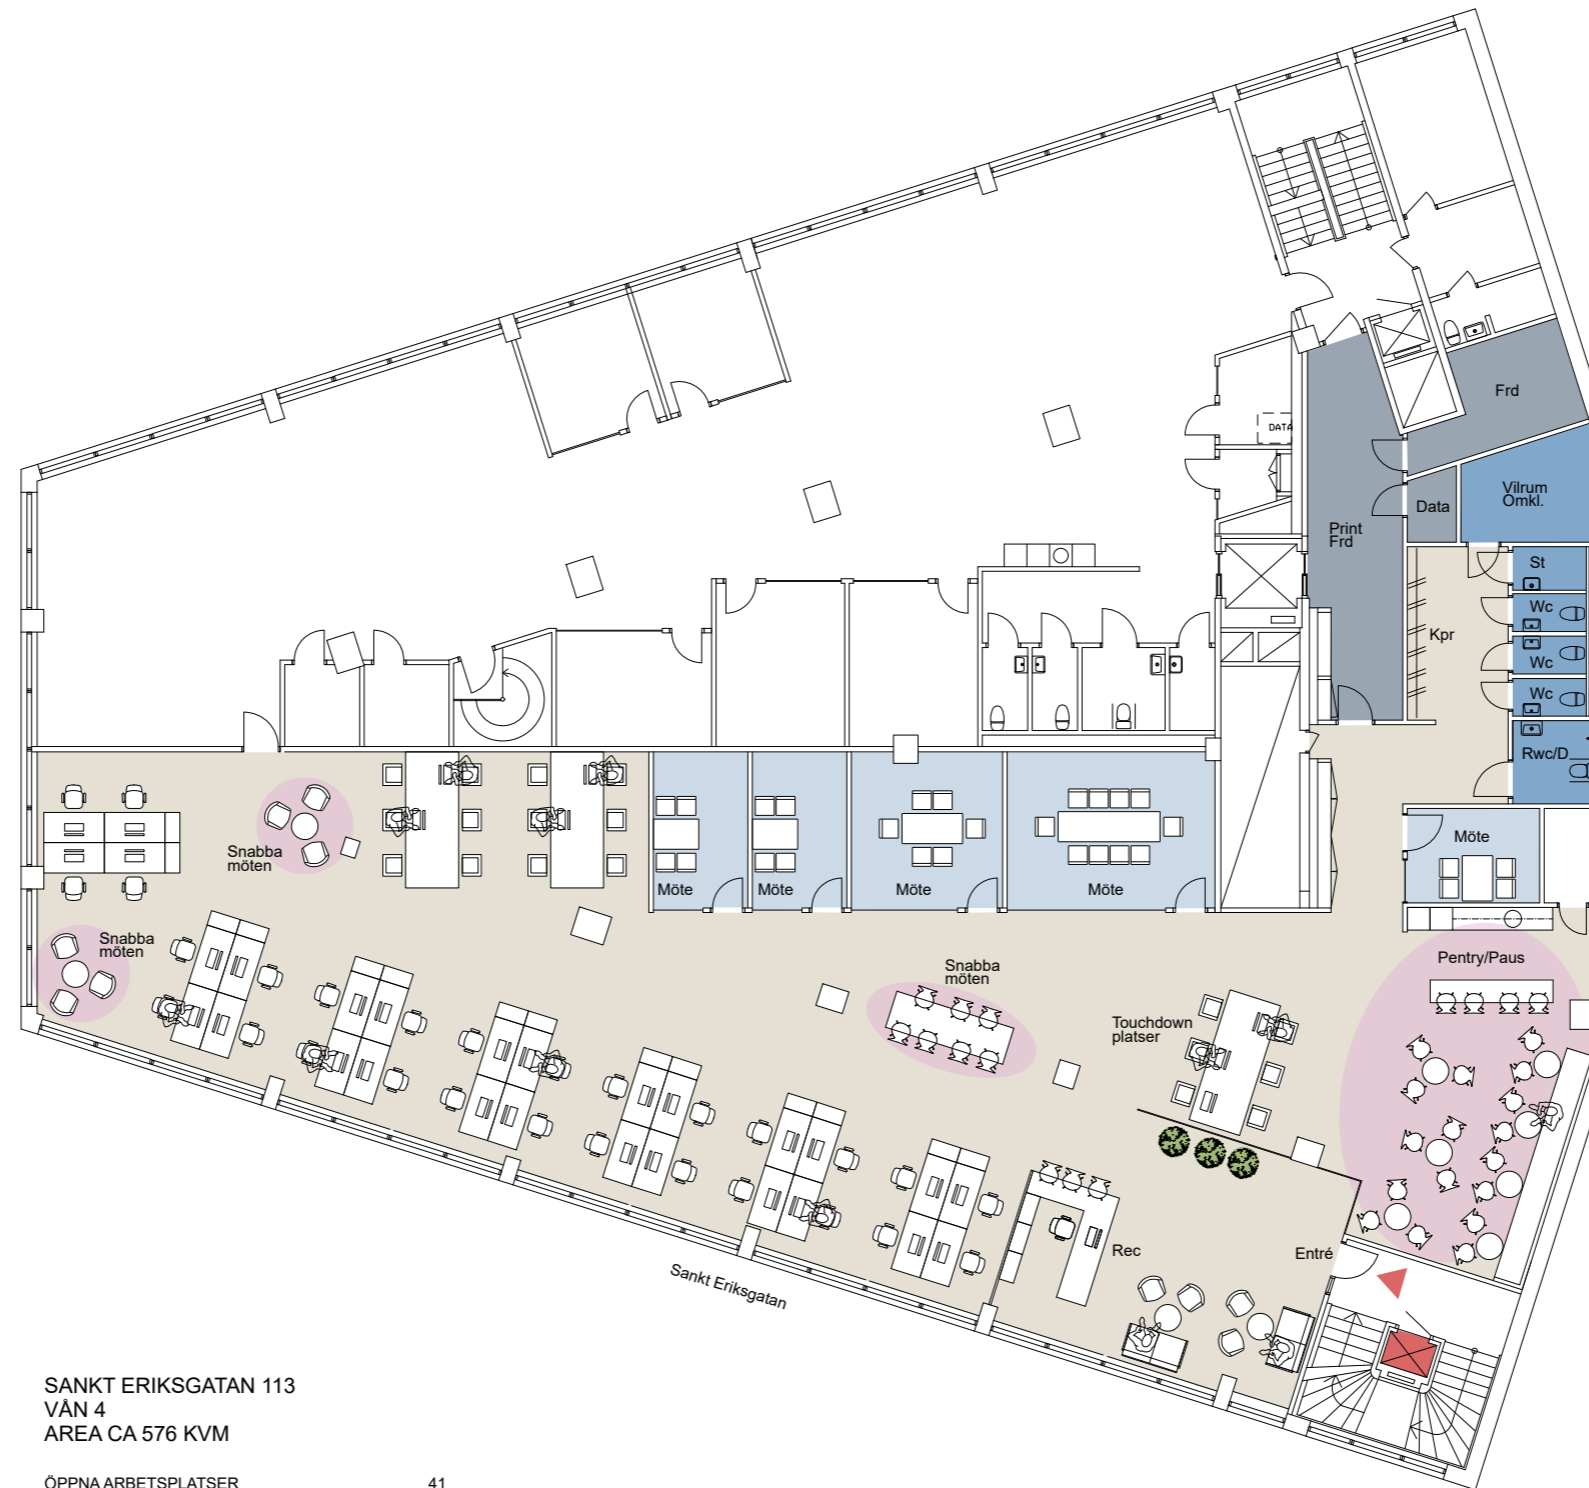 Frd
DATA
Vilrum
Omkl.
Data
Print
Frd
St
Wc
Kpr
Wc
Wc
Rwc/D
Snabba
möten
Möte
Möte
Möte
Möte
Möte
Snabba
möten
Pentry/Paus
Snabba
möten
Touchdown
platser
Rec
Entré
Sankt Eriksgatan
SANKT ERIKSGATAN 113
VÅN 4
AREA CA 576 KVM
ÖPPNA ARBETSPLATSER 41